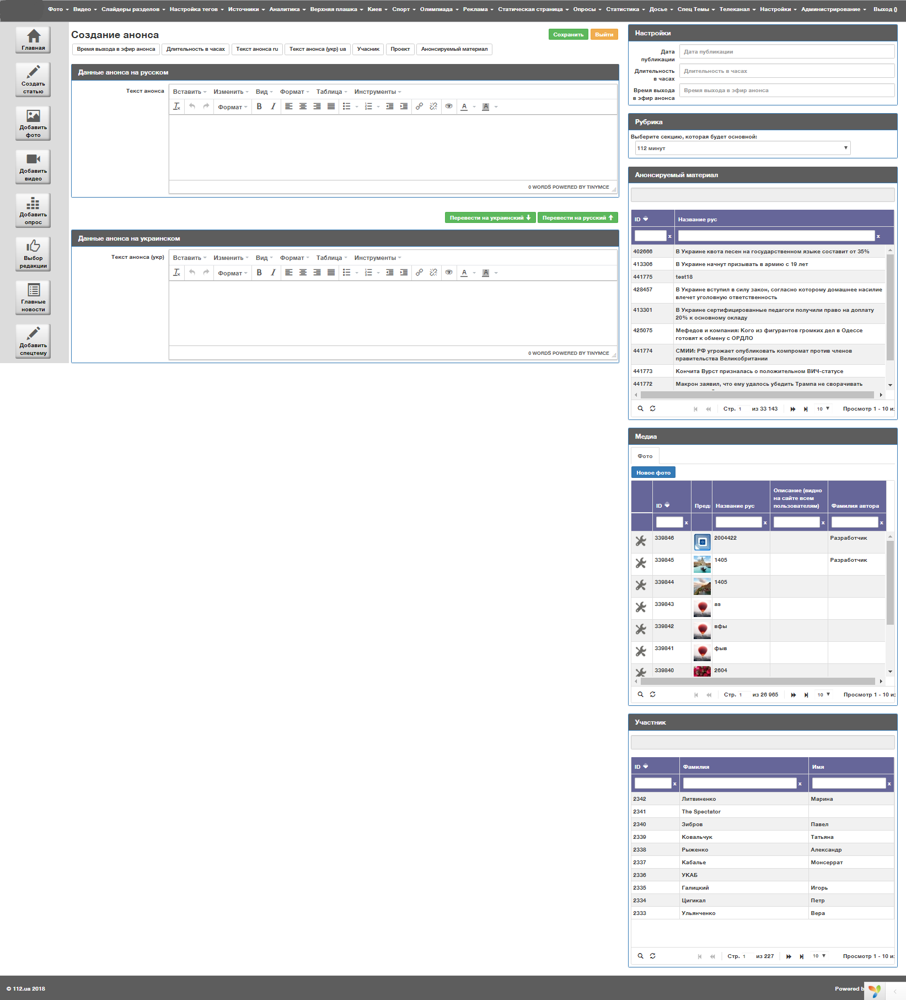 Фото Видео Слайдеры разделов Настройка тегов Источники Аналитика Верхняя плашка Киев Спорт Олимпиада Реклама Статическая страница Опросы Статистика Досье Спец Темы Телеканал Настройки Администрирование Выход ()
Главная
Создать
статью
Добавить
фото
Добавить
видео
Добавить
опрос
Выбор
редакции
Главные
новости
Добавить
спецтему
Создание анонса
Сохранить Выйти
Время выхода в эфир анонса Длительность в часах Текст анонса ru Текст анонса (укр) ua Учасник Проект Анонсируемый материал
Данные анонса на русском
Текст анонса
Вставить Изменить Вид Формат Таблица Инструменты
Формат B I A A
0 WORDS POWERED BY TINYMCE
Перевести на украинский Перевести на русский
Данные анонса на украинском
Текст анонса (укр)
Вставить Изменить Вид Формат Таблица Инструменты
Формат B I A A
0 WORDS POWERED BY TINYMCE
Настройки
Дата
публикации
Дата публикации
Длительность
в часах
Длительность в часах
Время выхода
в эфир анонса
Время выхода в эфир анонса
Рубрика
Выберите секцию, которая будет основной:
112 минут
Анонсируемый материал
ID Название рус
x x
402666 В Украине квота песен на государственном языке составит от 35%
413306 В Украине начнут призывать в армию с 19 лет
441775 test18
428457 В Украине вступил в силу закон, согласно которому домашнее насилие
влечет уголовную ответственность
413301 В Украине сертифицированные педагоги получили право на доплату
20% к основному окладу
425075 Мефедов и компания: Кого из фигурантов громких дел в Одессе
готовят к обмену с ОРДЛО
441774 СМИИ: РФ угрожает опубликовать компромат против членов
правительства Великобритании
441773 Кончита Вурст призналась о положительном ВИЧ-статусе
441772 Макрон заявил, что ему удалось убедить Трампа не сворачивать
Стр. 1 из 33 143 10 Просмотр 1 - 10 из
Медиа
Фото
Новое фото
ID Предг Название рус Описание (видно
на сайте всем
пользователям) Фамилия автора
x x x x
339846 2004422 Разработчик
339845 1405 Разработчик
339844 1405
339843 аз
339842 вфы
339841 фыв
339840 2604
Стр. 1 из 26 965 10 Просмотр 1 - 10 из
Участник
ID Фамилия Имя
x x x
2342 Литвиненко Марина
2341 The Spectator
2340 Зибров Павел
2339 Ковальчук Татьяна
2338 Рыженко Александр
2337 Кабалье Монсеррат
2336 УКАБ
2335 Галицкий Игорь
2334 Цигикал Петр
2333 Ульянченко Вера
Стр. 1 из 227 10 Просмотр 1 - 10 из
© 112.ua 2018
Powered b